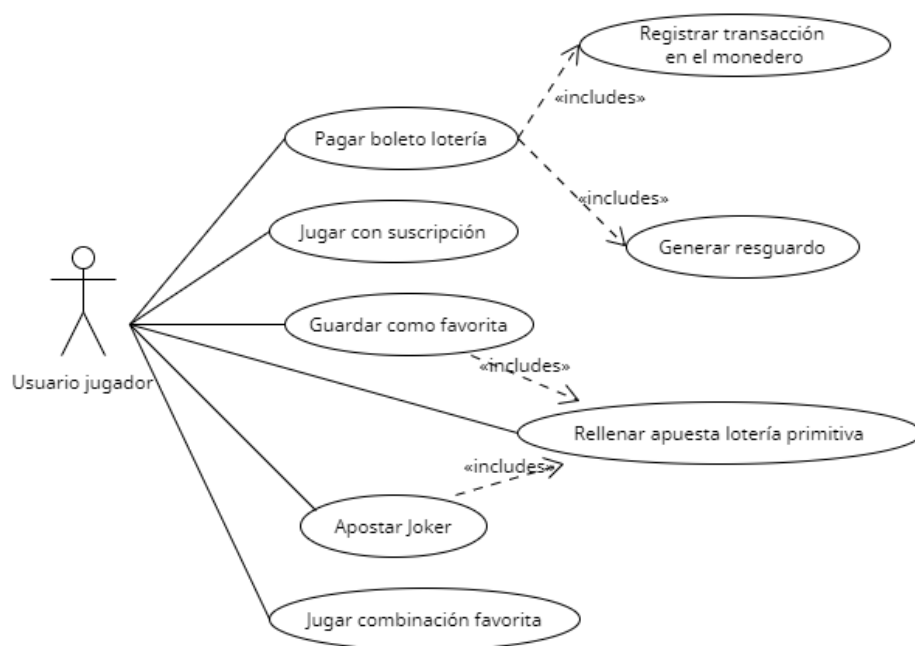 Registrar transacción
en el monedero
«includes»
Pagar boleto lotería
«includes»
Jugar con suscripción
Generar resguardo
Guardar como favorita
«includes»
Usuario jugador
Rellenar apuesta lotería primitiva
«includes»
Apostar Joker
Jugar combinación favorita